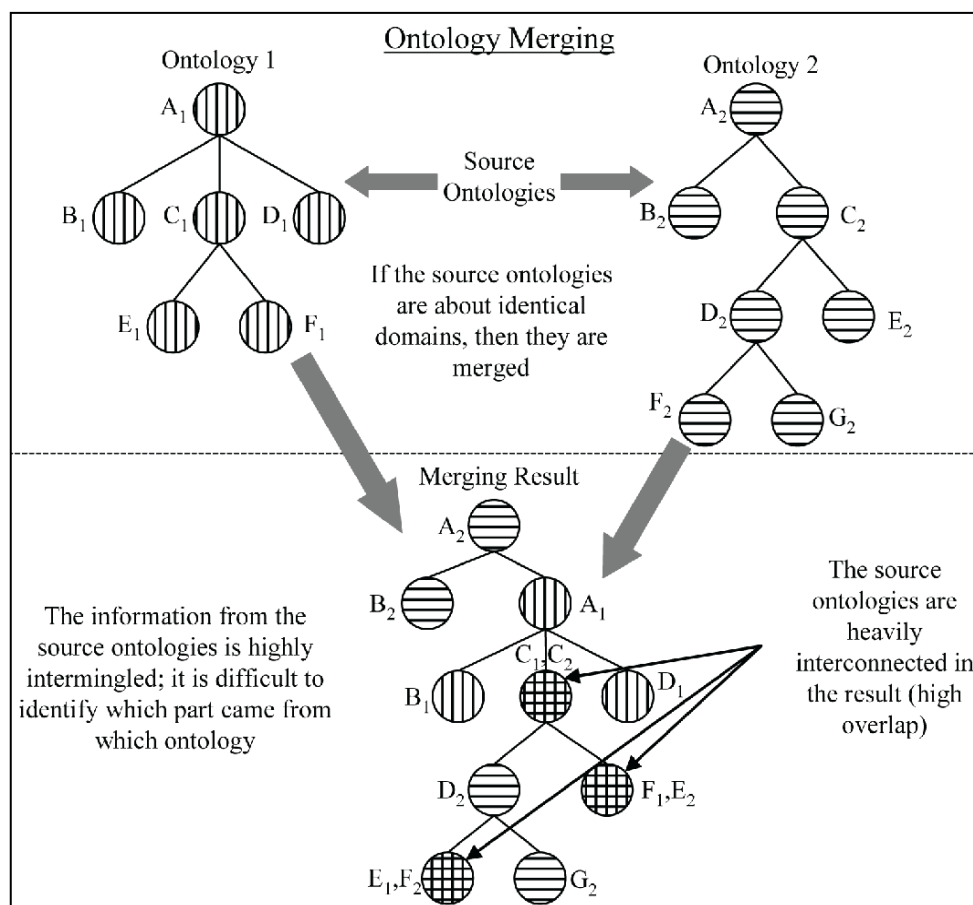 Ontology Merging
Ontology 1
Ontology 2
A₁
A₂
Source
Ontologies
B₁
C₁
D₁
B₂
C₂
If the source ontologies
are about identical
domains, then they are
merged
E₁
F₁
D₂
E₂
F₂
G₂
Merging Result
A₂
B₂
A₁
The information from the
source ontologies is highly
intermingled; it is difficult to
identify which part came from
which ontology
The source
ontologies are
heavily
interconnected in
the result (high
overlap)
C₁,C₂
B₁
D₁
D₂
F₁,E₂
E₁,F₂
G₂